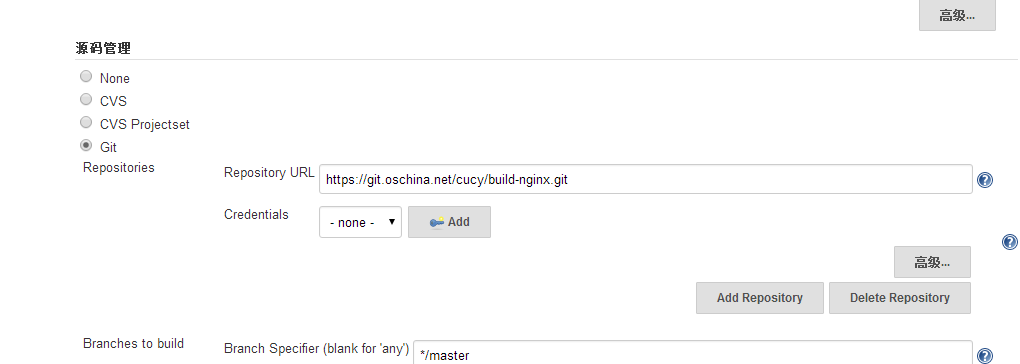 高级...
源码管理
None
CVS
CVS Projectset
Git
Repositories
Repository URL https://git.oschina.net/cucy/build-nginx.git
Credentials - none - Add
高级...
Add Repository Delete Repository
Branches to build
Branch Specifier (blank for 'any') */master